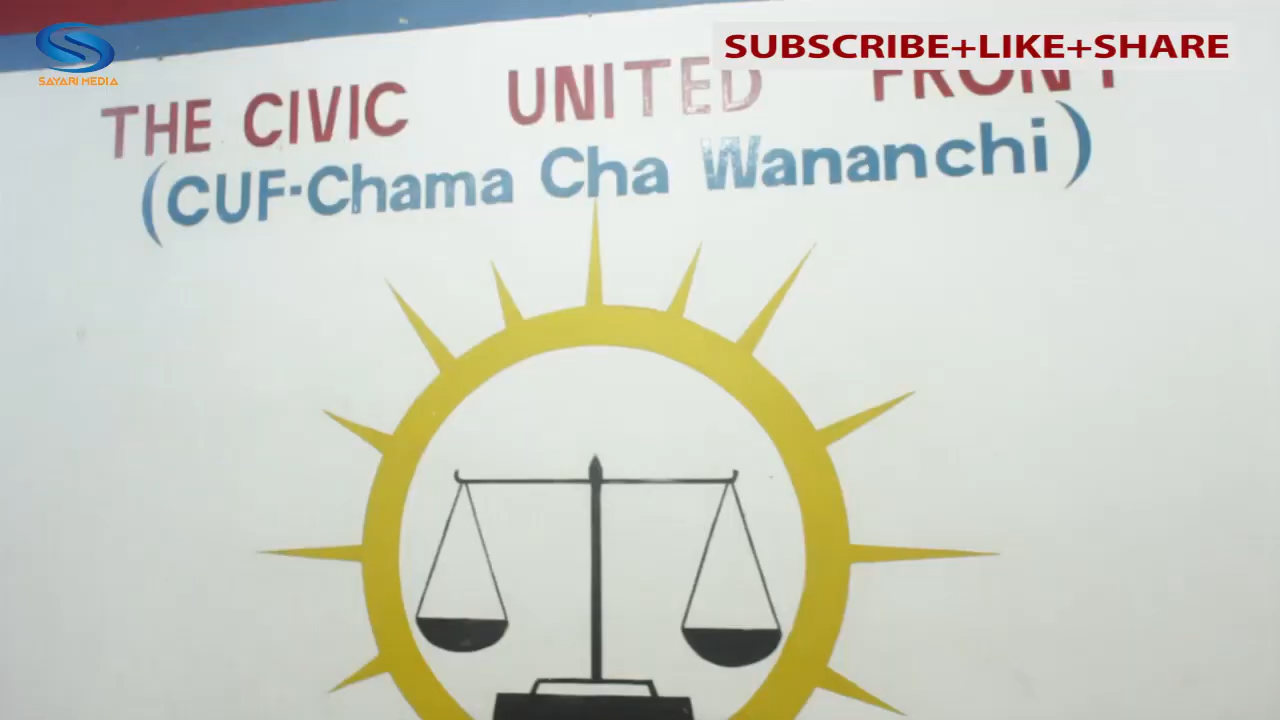 SUBSCRIBE+LIKE+SHARE
SAYARI MEDIA
THE CIVIC UNITED FRONT
(CUF-Chama Cha Wananchi)